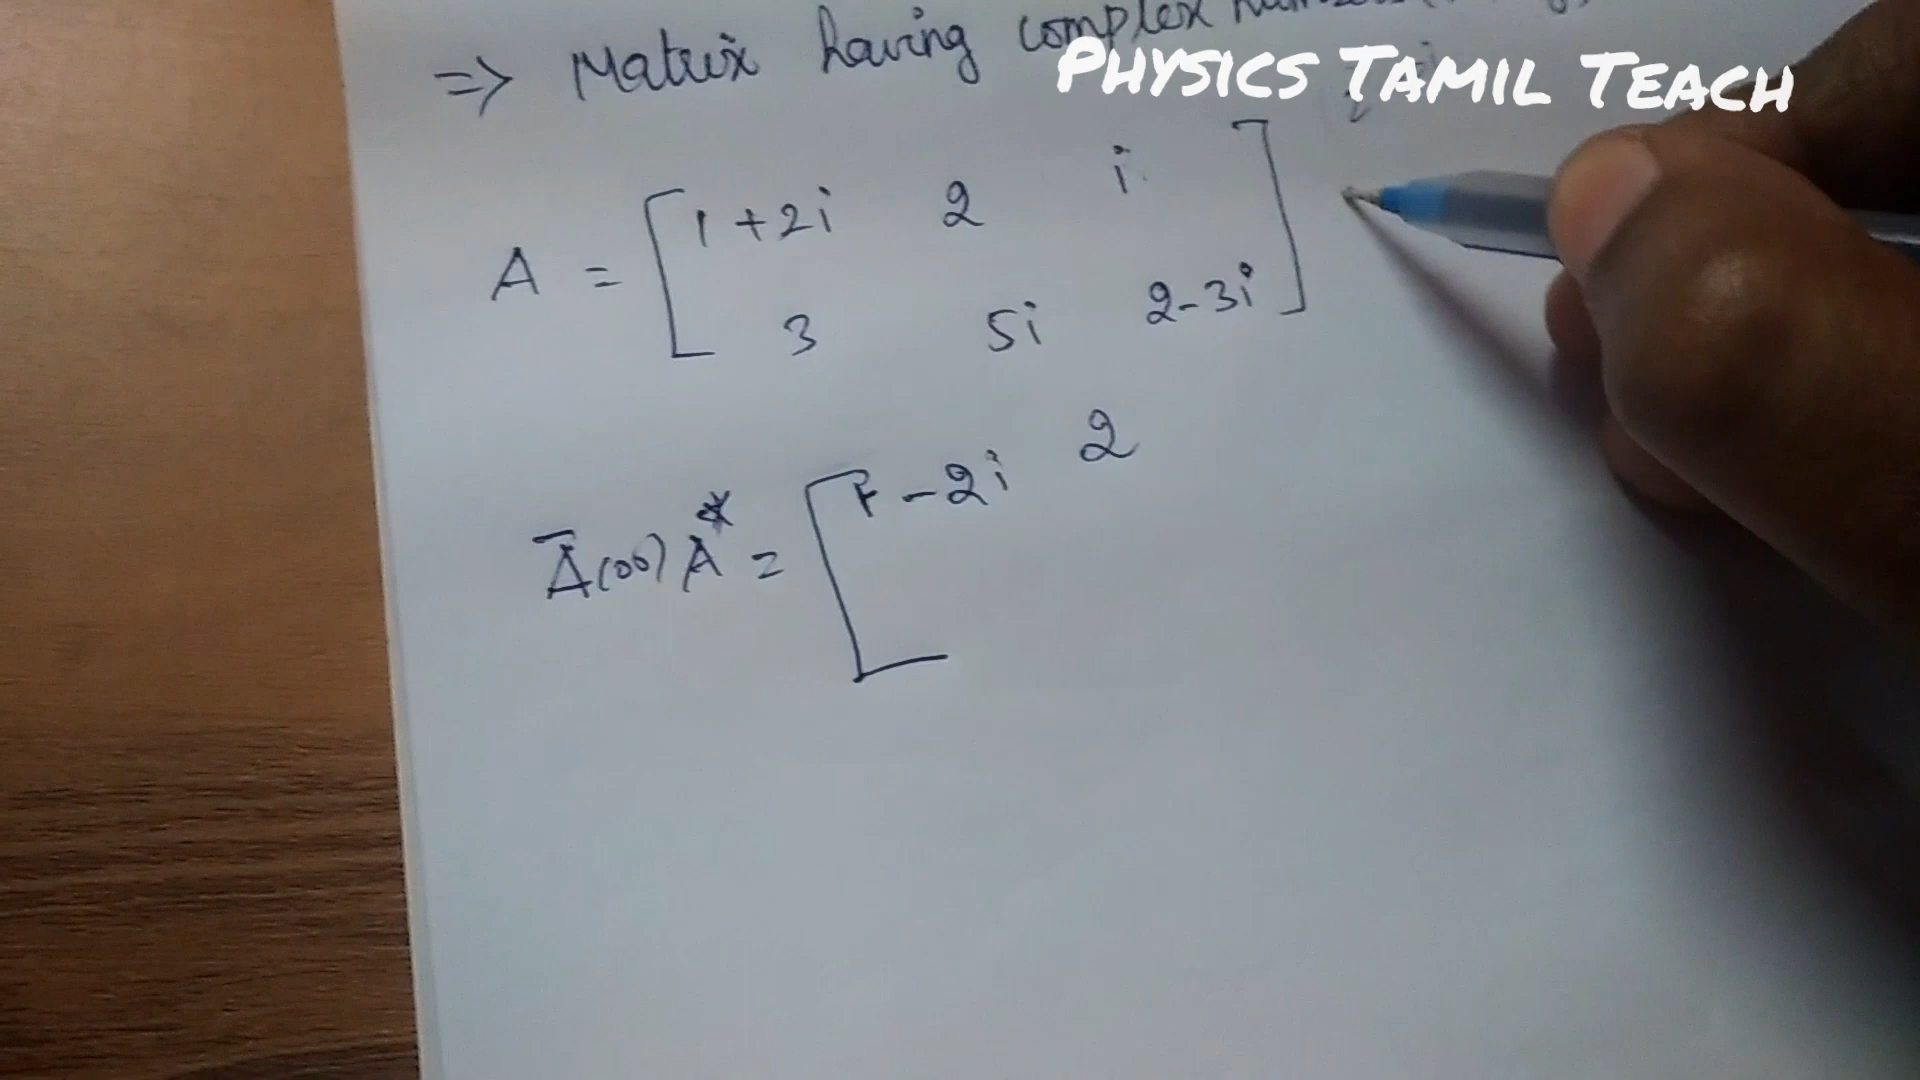 => Matrix having complex
PHYSICS TAMIL TEACH
A = [ 1+2i 2 i
3 5i 2-3i ]
Ā (or) A* = [ 1-2i 2